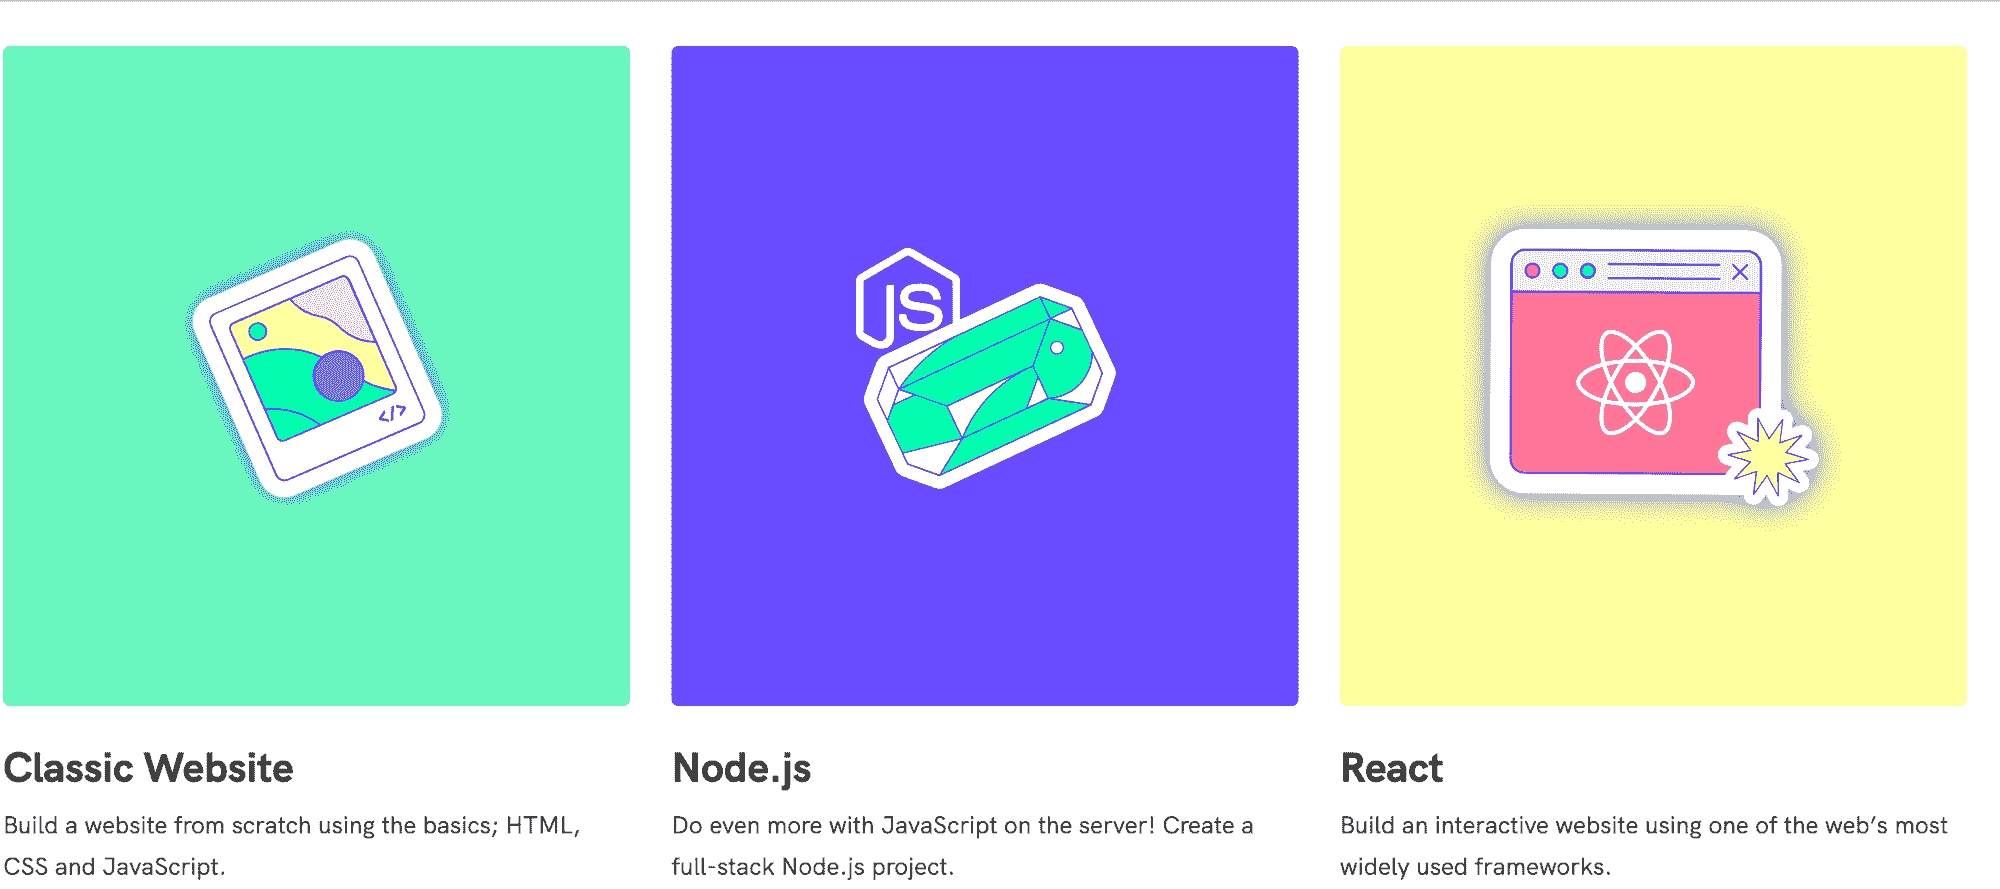 </>
JS
Classic Website
Build a website from scratch using the basics; HTML,
CSS and JavaScript.
Node.js
Do even more with JavaScript on the server! Create a
full-stack Node.js project.
React
Build an interactive website using one of the web’s most
widely used frameworks.